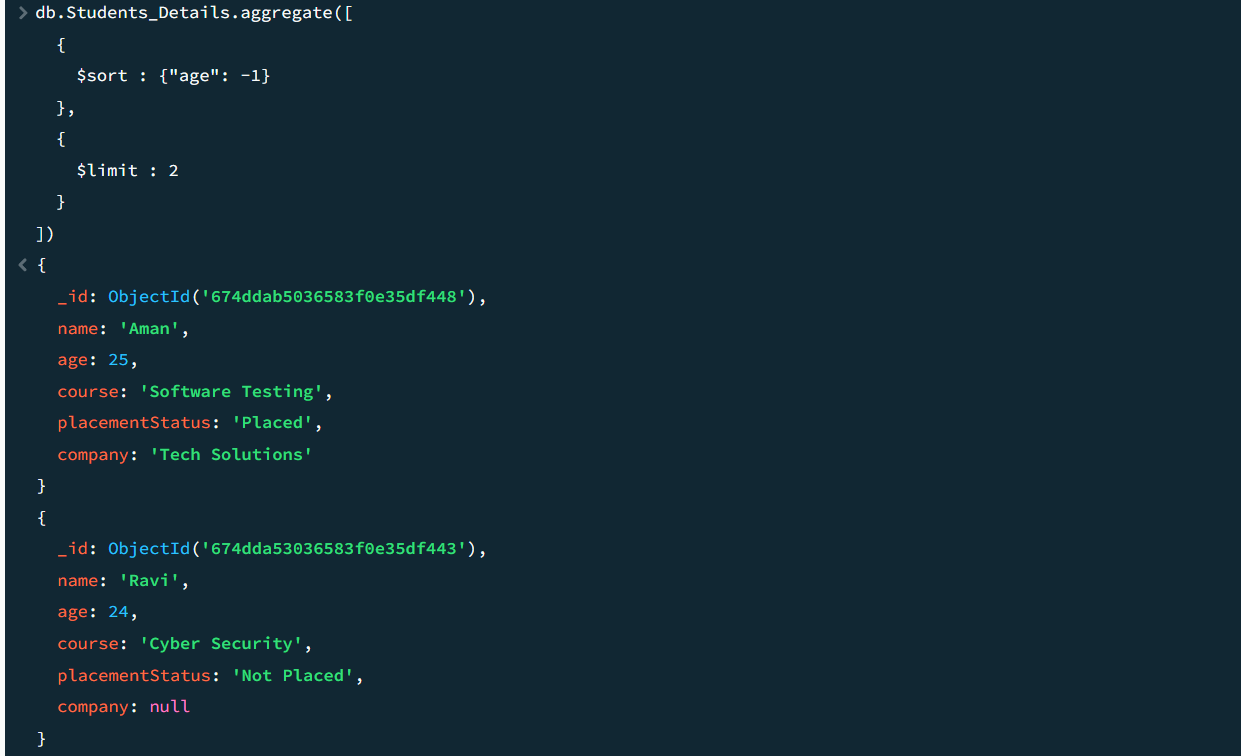 > db.Students_Details.aggregate([
{
$sort : {"age": -1}
},
{
$limit : 2
}
])
< {
_id: ObjectId('674ddab5036583f0e35df448'),
name: 'Aman',
age: 25,
course: 'Software Testing',
placementStatus: 'Placed',
company: 'Tech Solutions'
}
{
_id: ObjectId('674dda53036583f0e35df443'),
name: 'Ravi',
age: 24,
course: 'Cyber Security',
placementStatus: 'Not Placed',
company: null
}